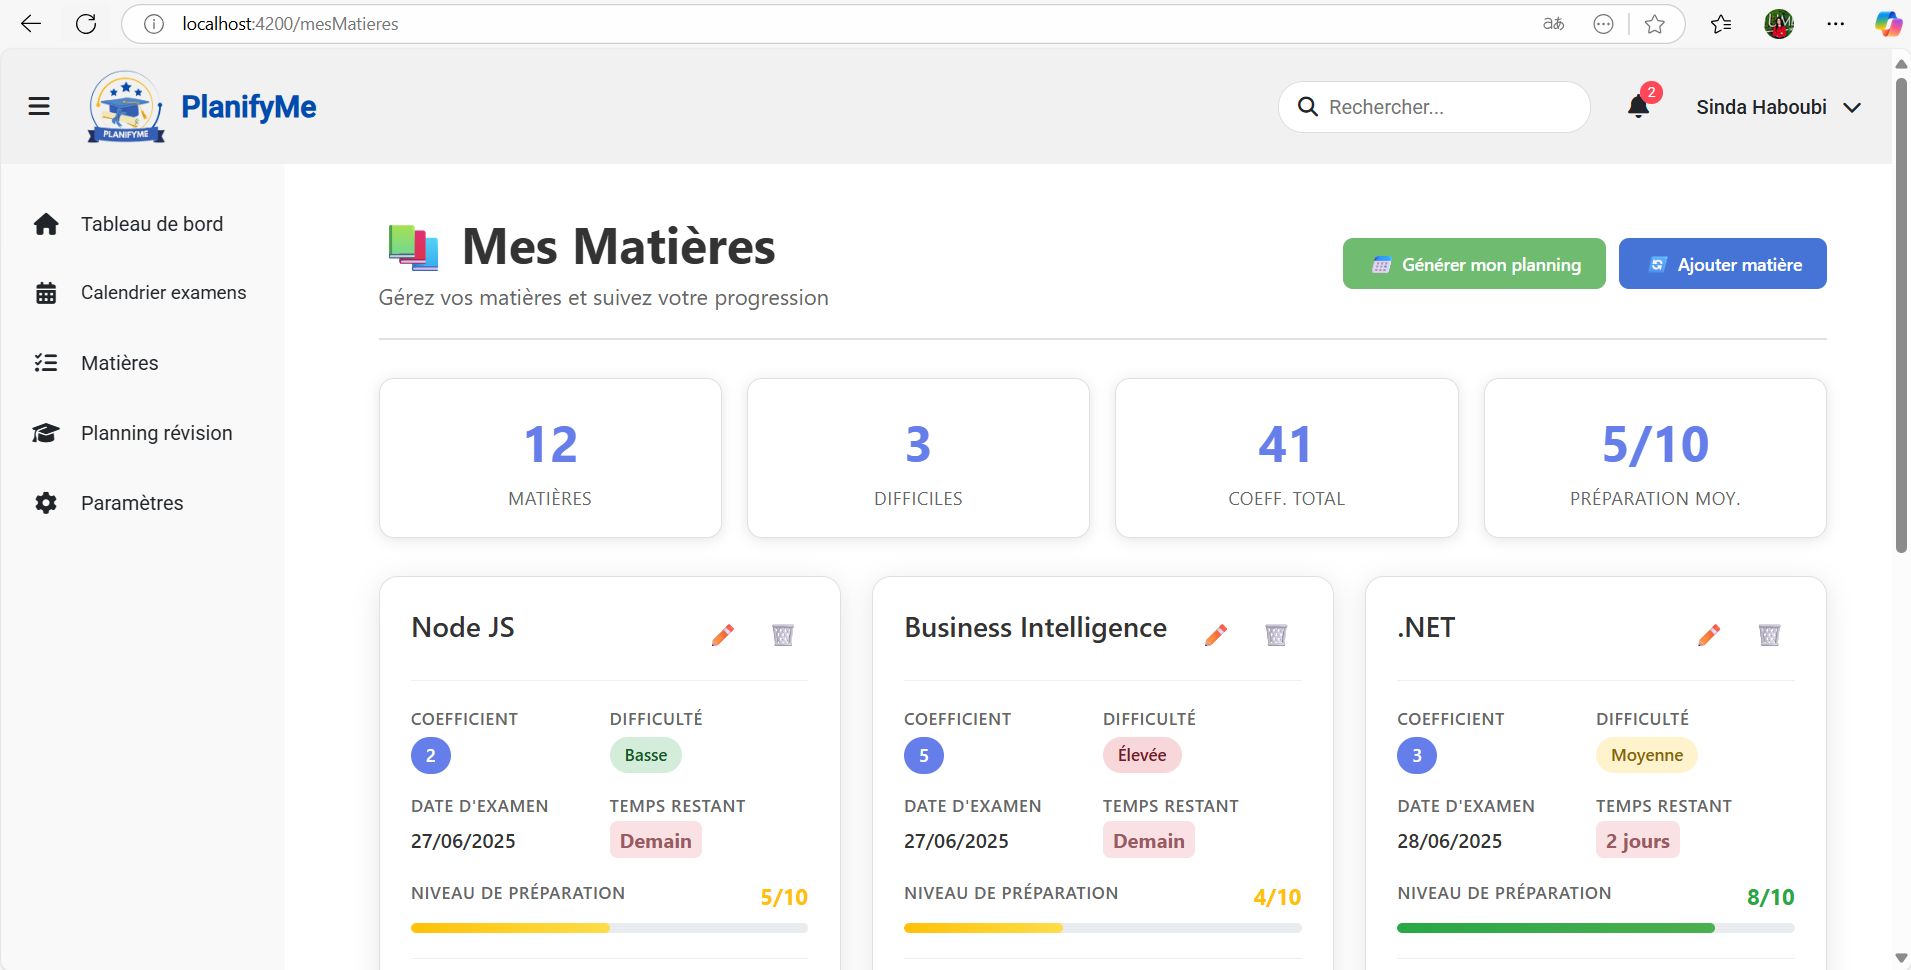 localhost:4200/mesMatieres
PLANIFYME
PlanifyMe
Rechercher...
2
Sinda Haboubi
Tableau de bord
Calendrier examens
Matières
Planning révision
Paramètres
Mes Matières
Gérez vos matières et suivez votre progression
Générer mon planning
Ajouter matière
12
MATIÈRES
3
DIFFICILES
41
COEFF. TOTAL
5/10
PRÉPARATION MOY.
Node JS
COEFFICIENT
DIFFICULTÉ
2
Basse
DATE D'EXAMEN
TEMPS RESTANT
27/06/2025
Demain
NIVEAU DE PRÉPARATION
5/10
Business Intelligence
COEFFICIENT
DIFFICULTÉ
5
Élevée
DATE D'EXAMEN
TEMPS RESTANT
27/06/2025
Demain
NIVEAU DE PRÉPARATION
4/10
.NET
COEFFICIENT
DIFFICULTÉ
3
Moyenne
DATE D'EXAMEN
TEMPS RESTANT
28/06/2025
2 jours
NIVEAU DE PRÉPARATION
8/10